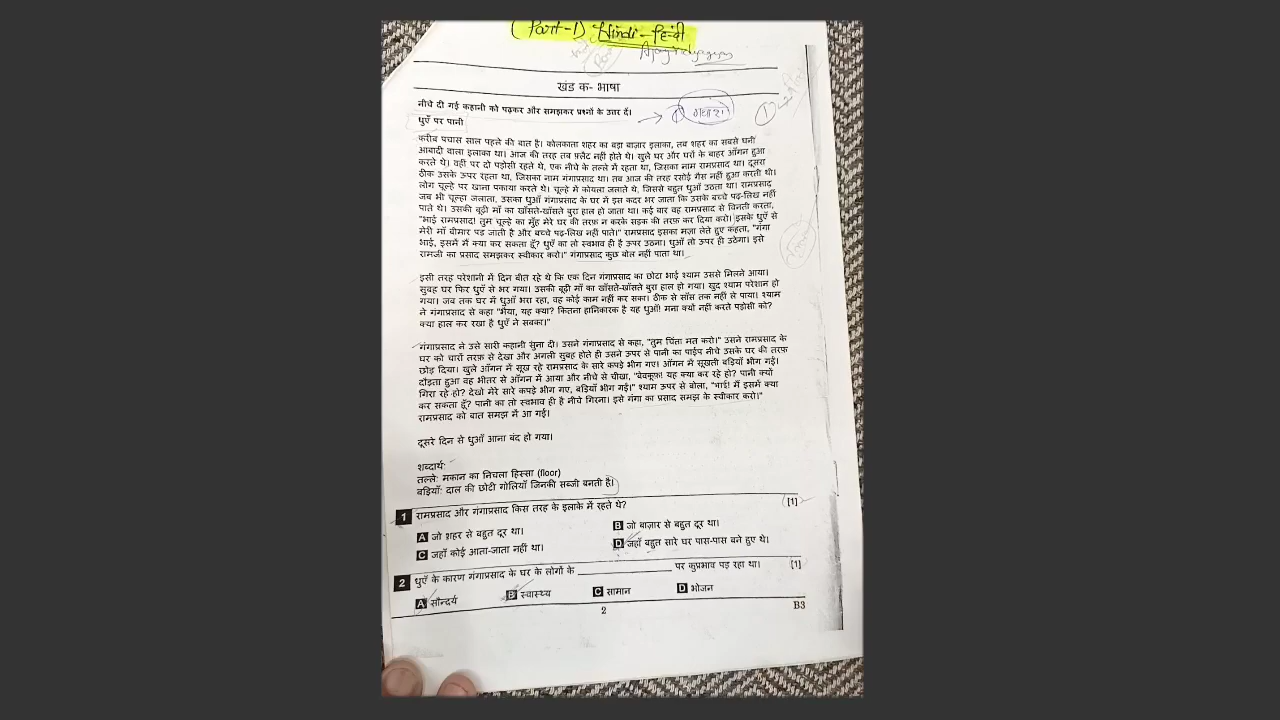 (Part-1) Hindi-हिन्दी
खंड क- भाषा
नीचे दी गई कहानी को पढ़कर और समझकर प्रश्नों के उत्तर दें।
धुएँ पर पानी
→ गद्यांश
1
करीब पचास साल पहले की बात है। कोलकाता शहर का बड़ा बाज़ार इलाका, तब शहर का सबसे घनी
आबादी वाला इलाका था। आज की तरह तब फ़्लैट नहीं होते थे। खुले घर और घरों के बाहर आँगन हुआ
करते थे। वहीं पर दो पड़ोसी रहते थे, एक नीचे के तल्ले में रहता था, जिसका नाम रामप्रसाद था। दूसरा
ठीक उसके ऊपर रहता था, जिसका नाम गंगाप्रसाद था। तब आज की तरह रसोई गैस नहीं हुआ करती थी।
लोग चूल्हे पर खाना पकाया करते थे। चूल्हे में कोयला जलाते थे, जिससे बहुत धुआँ उठता था। रामप्रसाद
जब भी चूल्हा जलाता, उसका धुआँ गंगाप्रसाद के घर में इस कदर भर जाता कि उसके बच्चे पढ़-लिख नहीं
पाते थे। उसकी बूढ़ी माँ का खाँसते-खाँसते बुरा हाल हो जाता था। कई बार वह रामप्रसाद से विनती करता,
"भाई रामप्रसाद! तुम चूल्हे का मुँह मेरे घर की तरफ़ न करके सड़क की तरफ़ कर दिया करो। इसके धुएँ से
मेरी माँ बीमार पड़ जाती है और बच्चे पढ़-लिख नहीं पाते।" रामप्रसाद इसका मज़ा लेते हुए कहता, "गंगा
भाई, इसमें मैं क्या कर सकता हूँ? धुएँ का तो स्वभाव ही है ऊपर उठना। धुआँ तो ऊपर ही उठेगा। इसे
रामजी का प्रसाद समझकर स्वीकार करो।" गंगाप्रसाद कुछ बोल नहीं पाता था।
इसी तरह परेशानी में दिन बीत रहे थे कि एक दिन गंगाप्रसाद का छोटा भाई श्याम उससे मिलने आया।
सुबह घर फिर धुएँ से भर गया। उसकी बूढ़ी माँ का खाँसते-खाँसते बुरा हाल हो गया। खुद श्याम परेशान हो
गया। जब तक घर में धुआँ भरा रहा, वह कोई काम नहीं कर सका। ठीक से साँस तक नहीं ले पाया। श्याम
ने गंगाप्रसाद से कहा "भैया, यह क्या? कितना हानिकारक है यह धुआँ! मना क्यों नहीं करते पड़ोसी को?
क्या हाल कर रखा है धुएँ ने सबका।"
गंगाप्रसाद ने उसे सारी कहानी सुना दी। उसने गंगाप्रसाद से कहा, "तुम चिंता मत करो।" उसने रामप्रसाद के
घर को चारों तरफ़ से देखा और अगली सुबह होते ही उसने ऊपर से पानी का पाईप नीचे उसके घर की तरफ़
छोड़ दिया। खुले आँगन में सूख रहे रामप्रसाद के सारे कपड़े भीग गए। आँगन में सूखती बड़ियाँ भीग गईं।
दौड़ता हुआ वह भीतर से आँगन में आया और नीचे से चीखा, "बेवकूफ़! यह क्या कर रहे हो? पानी क्यों
गिरा रहे हो? देखो मेरे सारे कपड़े भीग गए, बड़ियाँ भीग गईं।" श्याम ऊपर से बोला, "भाई! मैं इसमें क्या
कर सकता हूँ? पानी का तो स्वभाव ही है नीचे गिरना। इसे गंगा का प्रसाद समझ के स्वीकार करो।"
रामप्रसाद को बात समझ में आ गई।
दूसरे दिन से धुआँ आना बंद हो गया।
शब्दार्थ:
तल्ले: मकान का निचला हिस्सा (floor)
बड़ियाँ: दाल की छोटी गोलियाँ जिनकी सब्जी बनती है।
1 रामप्रसाद और गंगाप्रसाद किस तरह के इलाके में रहते थे? [1]
A जो शहर से बहुत दूर था। B जो बाज़ार से बहुत दूर था।
C जहाँ कोई आता-जाता नहीं था। D जहाँ बहुत सारे घर पास-पास बने हुए थे।
2 धुएँ के कारण गंगाप्रसाद के घर के लोगों के ____________ पर कुप्रभाव पड़ रहा था। [1]
A सौन्दर्य B स्वास्थ्य C सामान D भोजन
2 B3